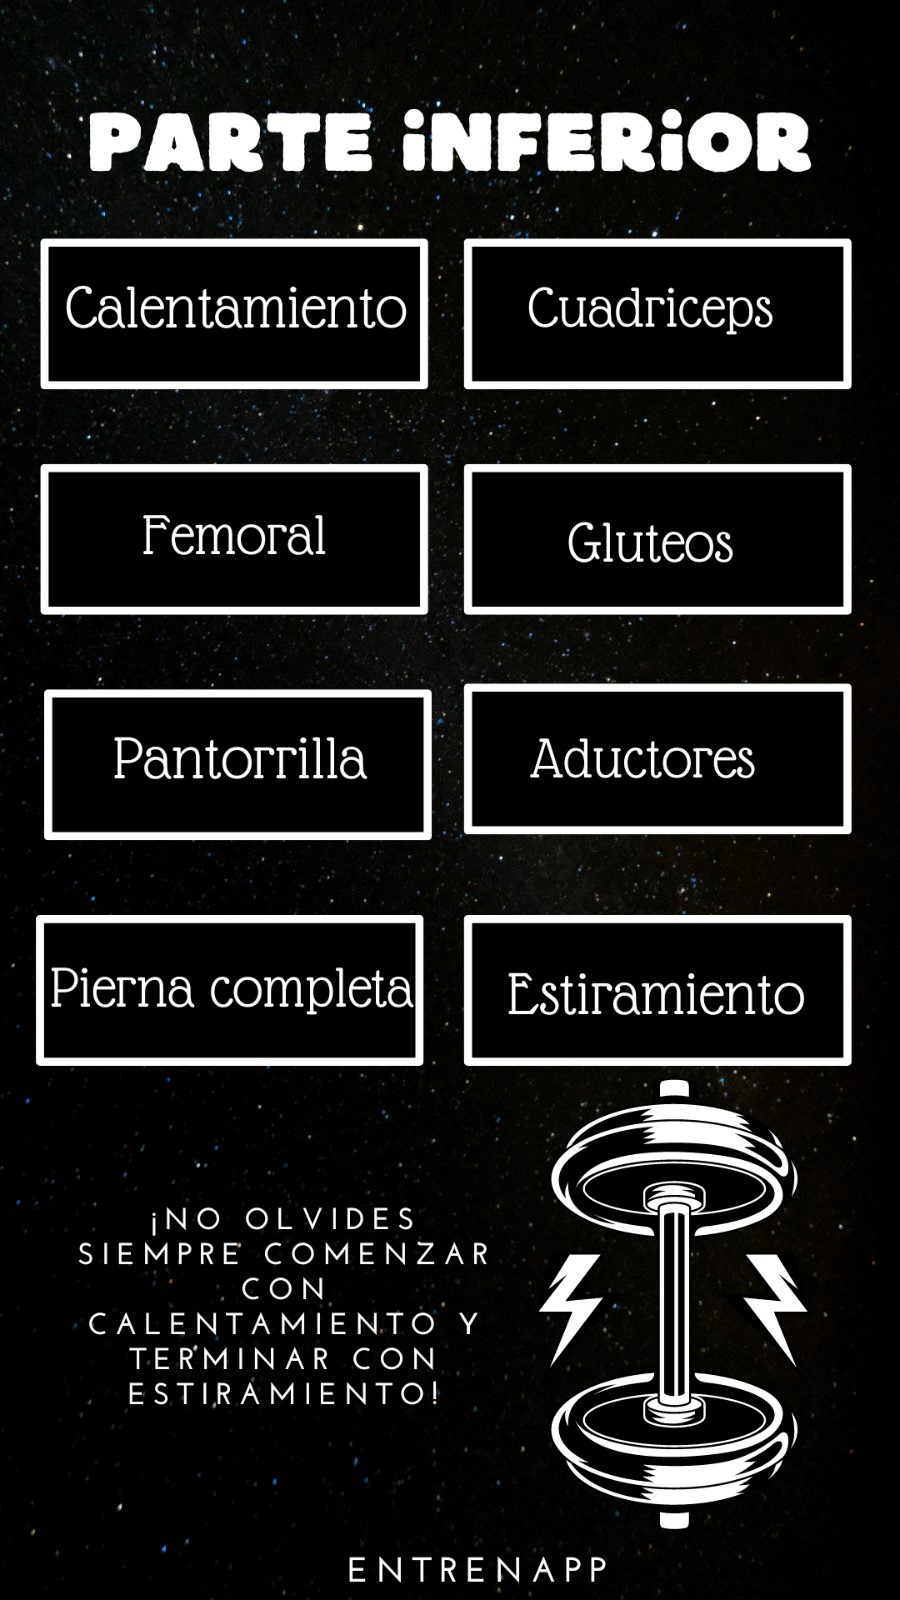 PARTE iNFERiOR
Calentamiento
Cuadriceps
Femoral
Gluteos
Pantorrilla
Aductores
Pierna completa
Estiramiento
¡NO OLVIDES
SIEMPRE COMENZAR
CON
CALENTAMIENTO Y
TERMINAR CON
ESTIRAMIENTO!
ENTRENAPP